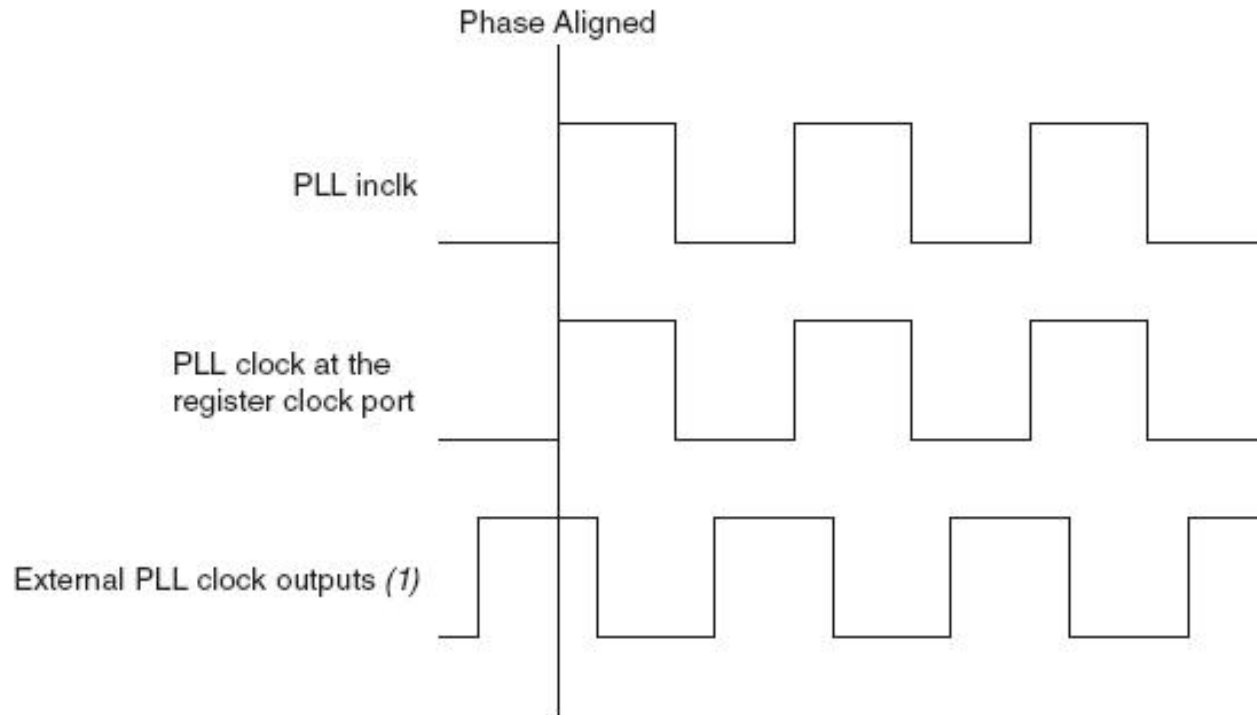 Phase Aligned
PLL inclk
PLL clock at the
register clock port
External PLL clock outputs (1)